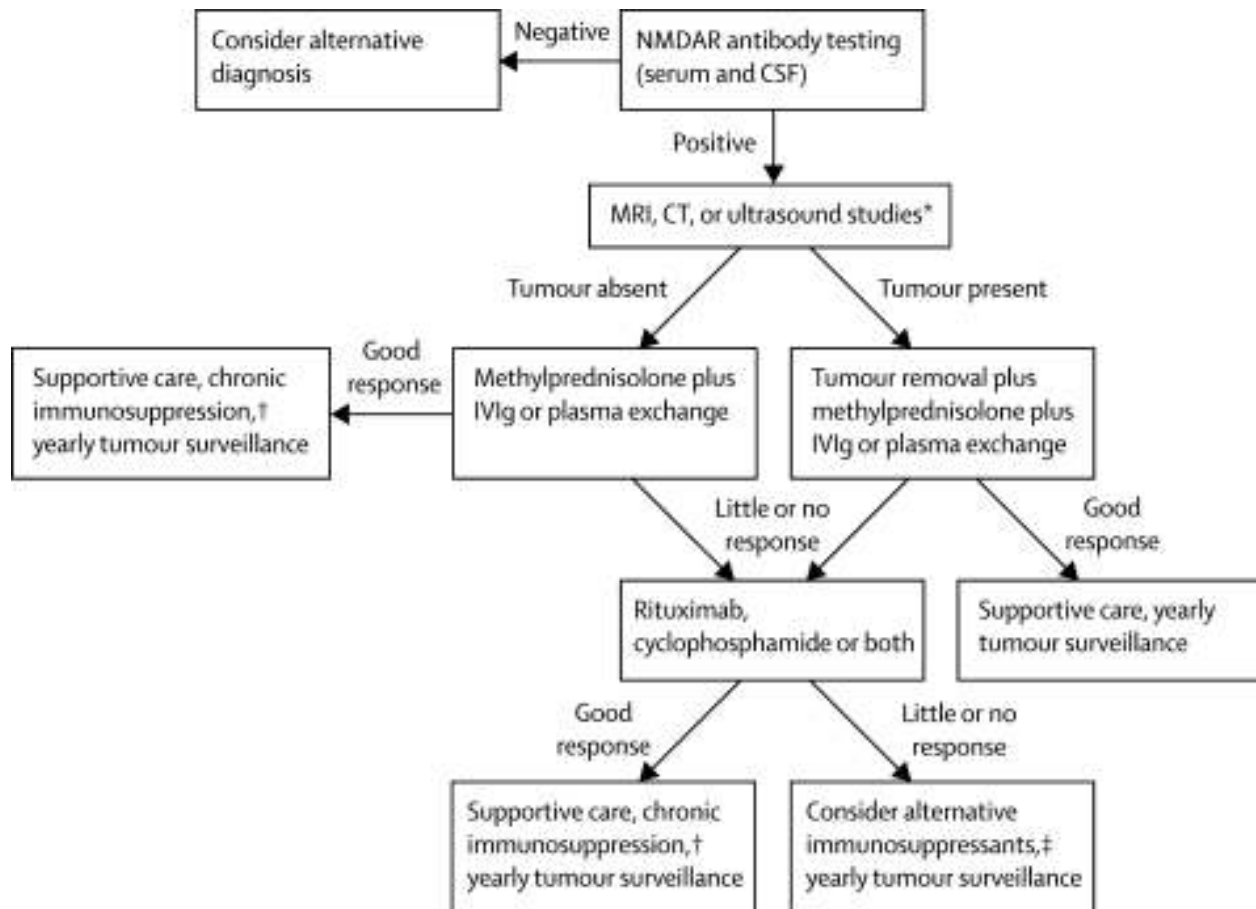 Consider alternative
diagnosis
Negative
NMDAR antibody testing
(serum and CSF)
Positive
MRI, CT, or ultrasound studies*
Tumour absent
Tumour present
Supportive care, chronic
immunosuppression,†
yearly tumour surveillance
Good
response
Methylprednisolone plus
IVIg or plasma exchange
Tumour removal plus
methylprednisolone plus
IVIg or plasma exchange
Little or no
response
Good
response
Rituximab,
cyclophosphamide or both
Supportive care, yearly
tumour surveillance
Good
response
Little or no
response
Supportive care, chronic
immunosuppression,†
yearly tumour surveillance
Consider alternative
immunosuppressants,‡
yearly tumour surveillance